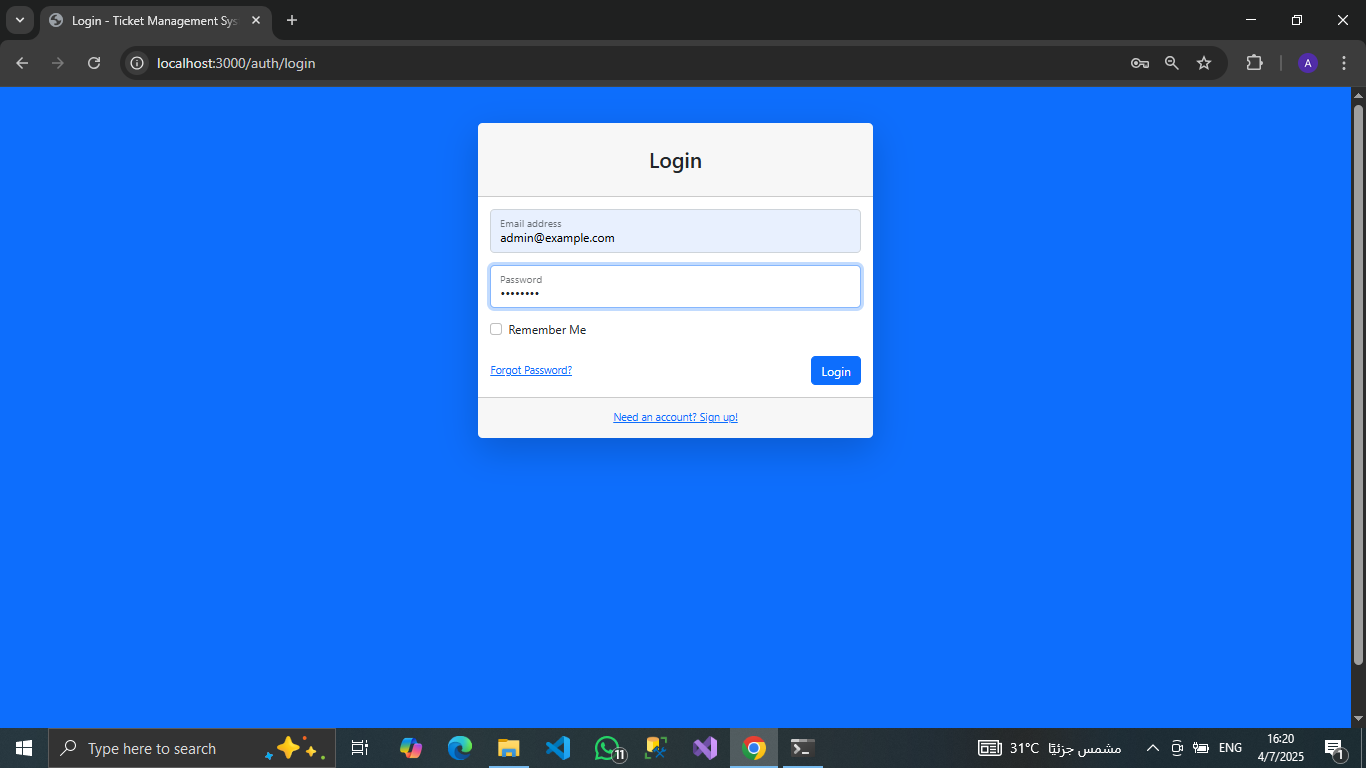 Login - Ticket Management Sys
localhost:3000/auth/login
A
Login
Email address
admin@example.com
Password
••••••••
Remember Me
Forgot Password?
Login
Need an account? Sign up!
Type here to search
11
31°C مشمس جزئيًا
ENG
16:20
4/7/2025
1